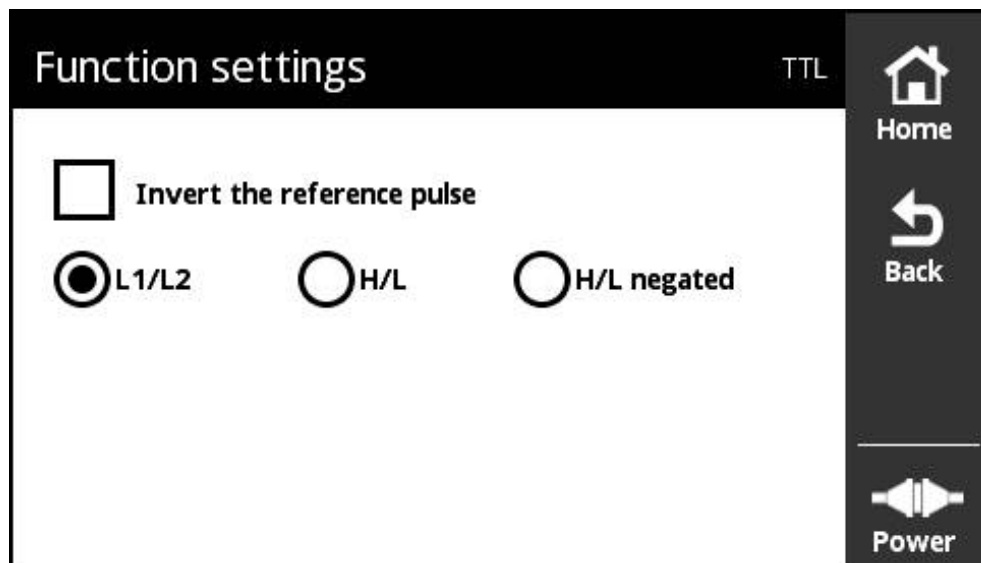 Function settings
TTL
Home
Invert the reference pulse
Back
L1/L2
H/L
H/L negated
Power